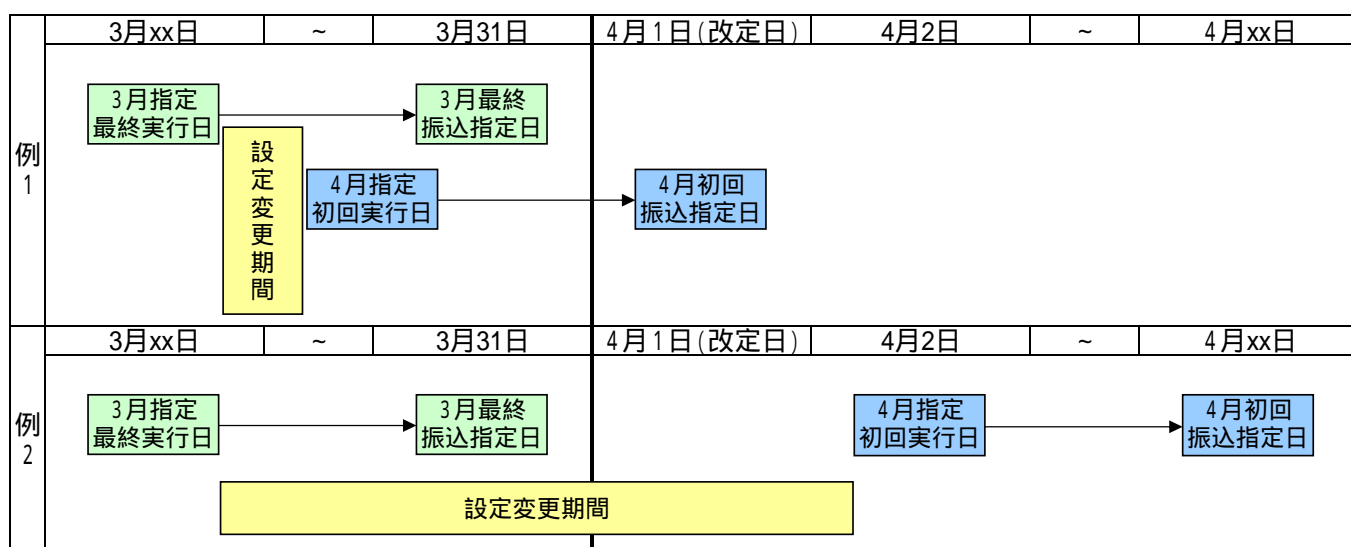 3月xx日 ~ 3月31日 4月1日(改定日) 4月2日 ~ 4月xx日
例1
3月指定
最終実行日
3月最終
振込指定日
設定変更期間
4月指定
初回実行日
4月初回
振込指定日
3月xx日 ~ 3月31日 4月1日(改定日) 4月2日 ~ 4月xx日
例2
3月指定
最終実行日
3月最終
振込指定日
4月指定
初回実行日
4月初回
振込指定日
設定変更期間